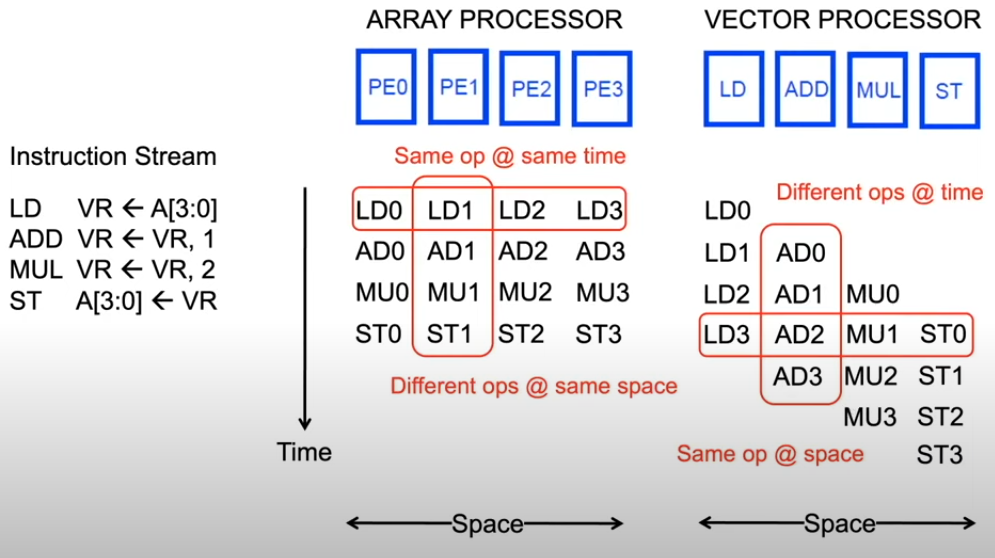 ARRAY PROCESSOR
VECTOR PROCESSOR
PE0 PE1 PE2 PE3
LD ADD MUL ST
Instruction Stream
Same op @ same time
Different ops @ time
LD VR ← A[3:0]
ADD VR ← VR, 1
MUL VR ← VR, 2
ST A[3:0] ← VR
LD0 LD1 LD2 LD3
AD0 AD1 AD2 AD3
MU0 MU1 MU2 MU3
ST0 ST1 ST2 ST3
Different ops @ same space
Time
Space
LD0
LD1 AD0
LD2 AD1 MU0
LD3 AD2 MU1 ST0
AD3 MU2 ST1
MU3 ST2
ST3
Same op @ space
Space